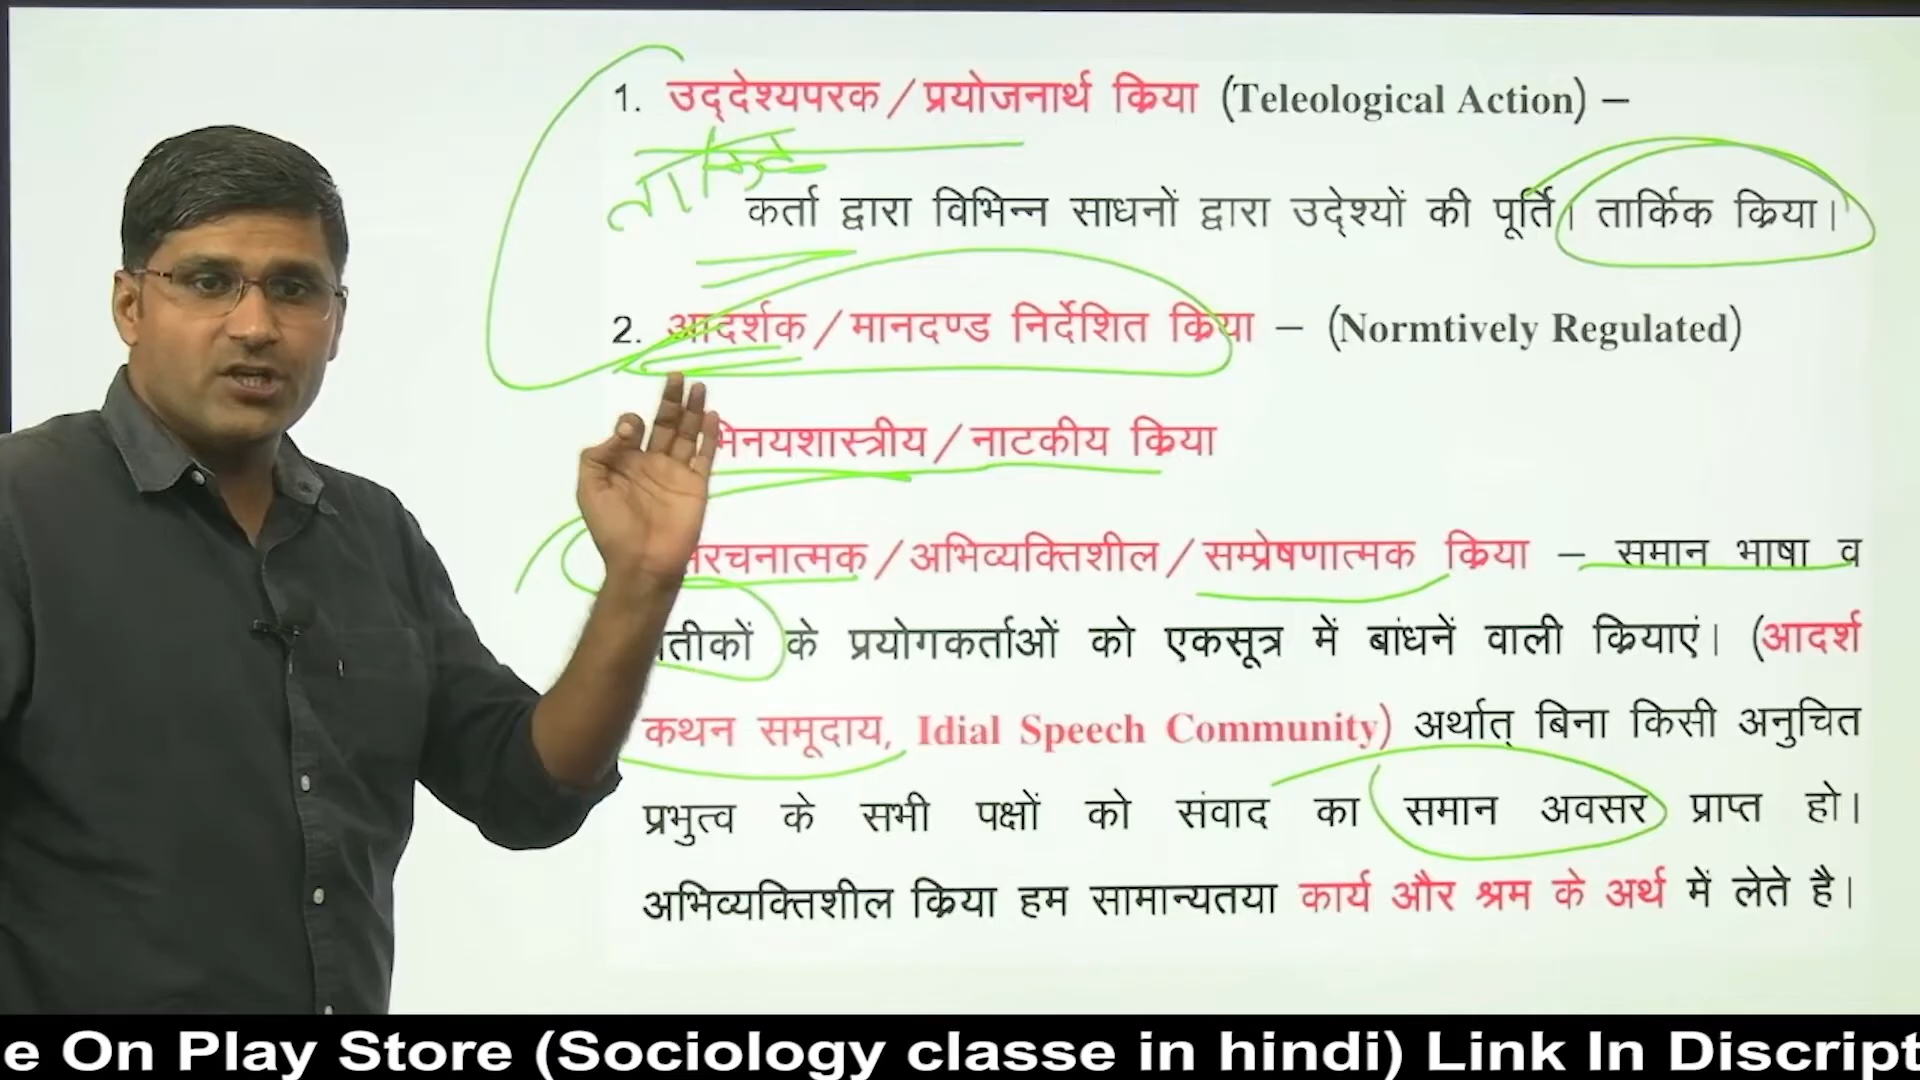 1. उद्देश्यपरक / प्रयोजनार्थ क्रिया (Teleological Action) –
तार्किक
कर्ता द्वारा विभिन्न साधनों द्वारा उद्देश्यों की पूर्ति। तार्किक क्रिया।
2. आदर्शक / मानदण्ड निर्देशित क्रिया – (Normtively Regulated)
भिनयशास्त्रीय / नाटकीय क्रिया
रचनात्मक / अभिव्यक्तिशील / सम्प्रेषणात्मक क्रिया – समान भाषा व
तीकों के प्रयोगकर्ताओं को एकसूत्र में बांधनें वाली क्रियाएं। (आदर्श
कथन समूदाय, Idial Speech Community) अर्थात् बिना किसी अनुचित
प्रभुत्व के सभी पक्षों को संवाद का समान अवसर प्राप्त हो।
अभिव्यक्तिशील क्रिया हम सामान्यतया कार्य और श्रम के अर्थ में लेते है।
e On Play Store (Sociology classe in hindi) Link In Discript